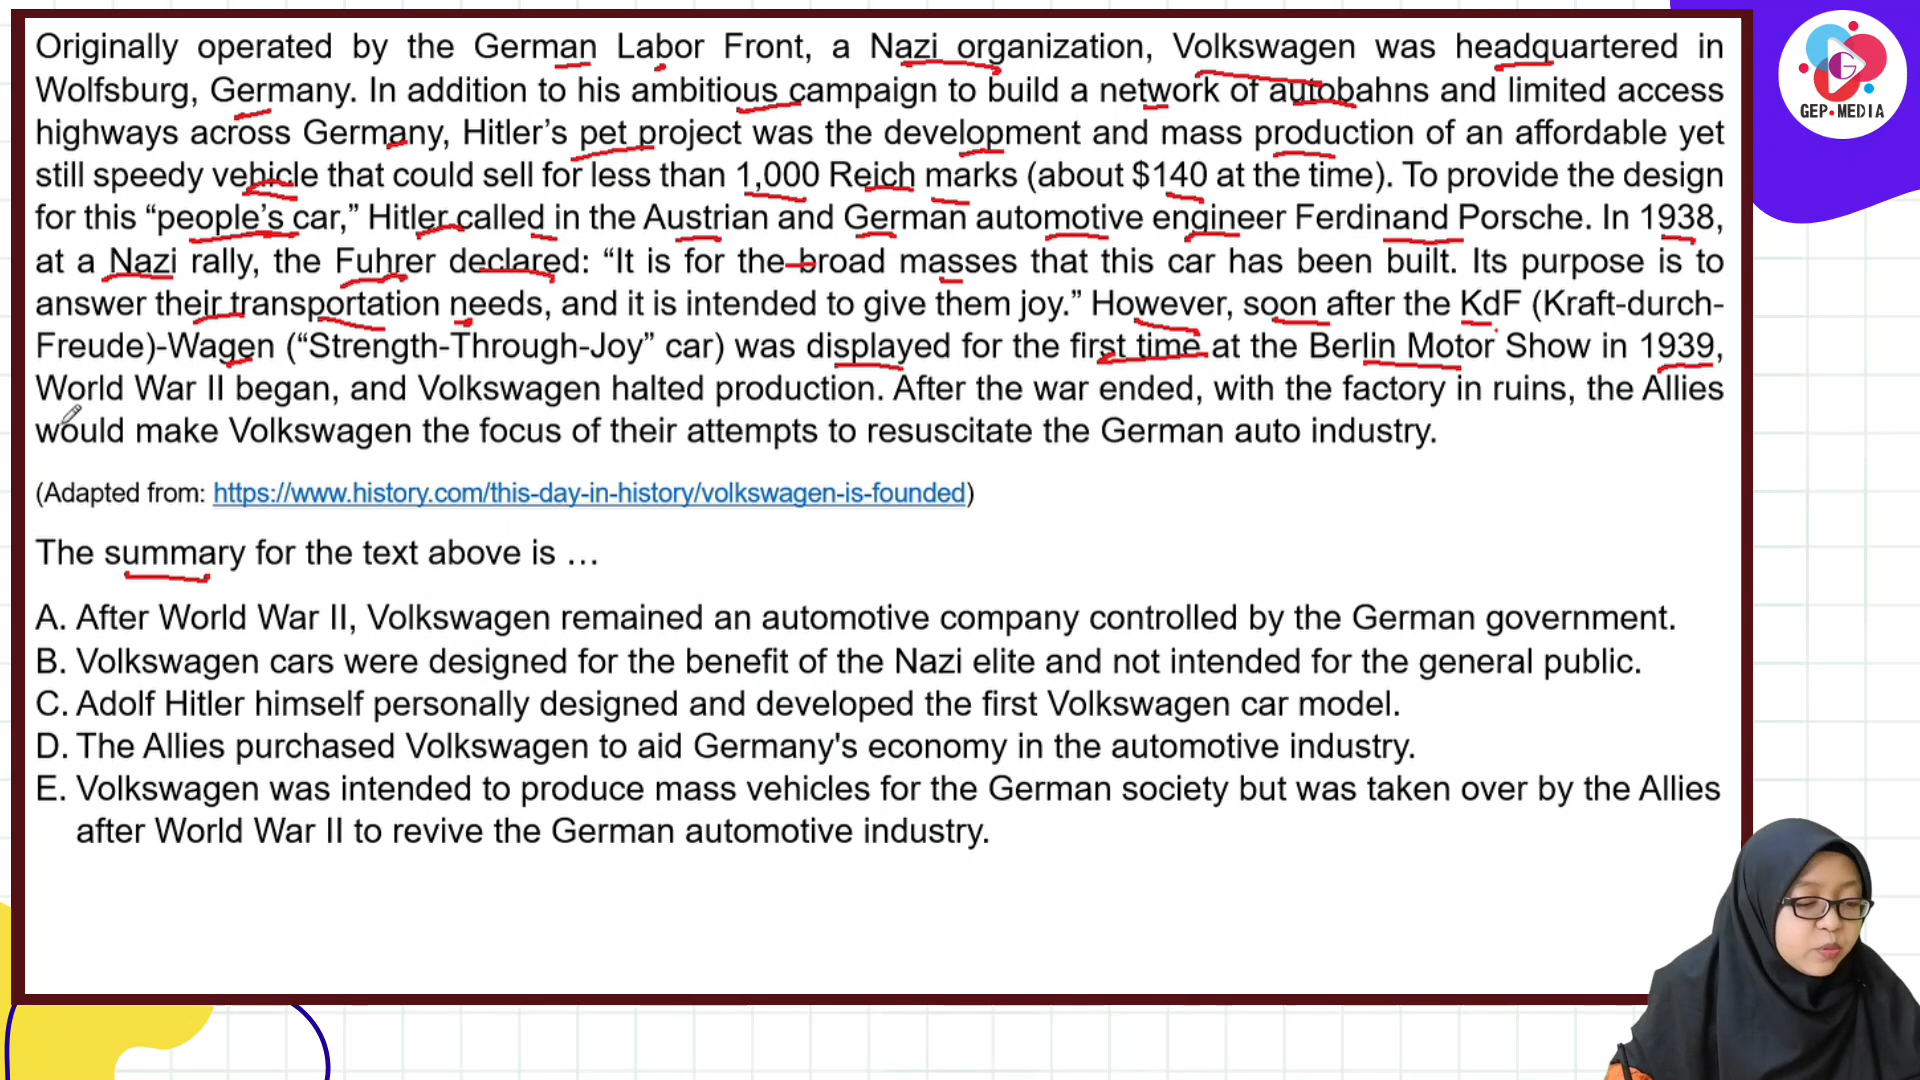 Originally operated by the German Labor Front, a Nazi organization, Volkswagen was headquartered in
Wolfsburg, Germany. In addition to his ambitious campaign to build a network of autobahns and limited access
highways across Germany, Hitler’s pet project was the development and mass production of an affordable yet
still speedy vehicle that could sell for less than 1,000 Reich marks (about $140 at the time). To provide the design
for this “people’s car,” Hitler called in the Austrian and German automotive engineer Ferdinand Porsche. In 1938,
at a Nazi rally, the Fuhrer declared: “It is for the broad masses that this car has been built. Its purpose is to
answer their transportation needs, and it is intended to give them joy.” However, soon after the KdF (Kraft-durch-
Freude)-Wagen (“Strength-Through-Joy” car) was displayed for the first time at the Berlin Motor Show in 1939,
World War II began, and Volkswagen halted production. After the war ended, with the factory in ruins, the Allies
would make Volkswagen the focus of their attempts to resuscitate the German auto industry.
(Adapted from: https://www.history.com/this-day-in-history/volkswagen-is-founded)
The summary for the text above is …
A. After World War II, Volkswagen remained an automotive company controlled by the German government.
B. Volkswagen cars were designed for the benefit of the Nazi elite and not intended for the general public.
C. Adolf Hitler himself personally designed and developed the first Volkswagen car model.
D. The Allies purchased Volkswagen to aid Germany's economy in the automotive industry.
E. Volkswagen was intended to produce mass vehicles for the German society but was taken over by the Allies
after World War II to revive the German automotive industry.
G
GEP•MEDIA